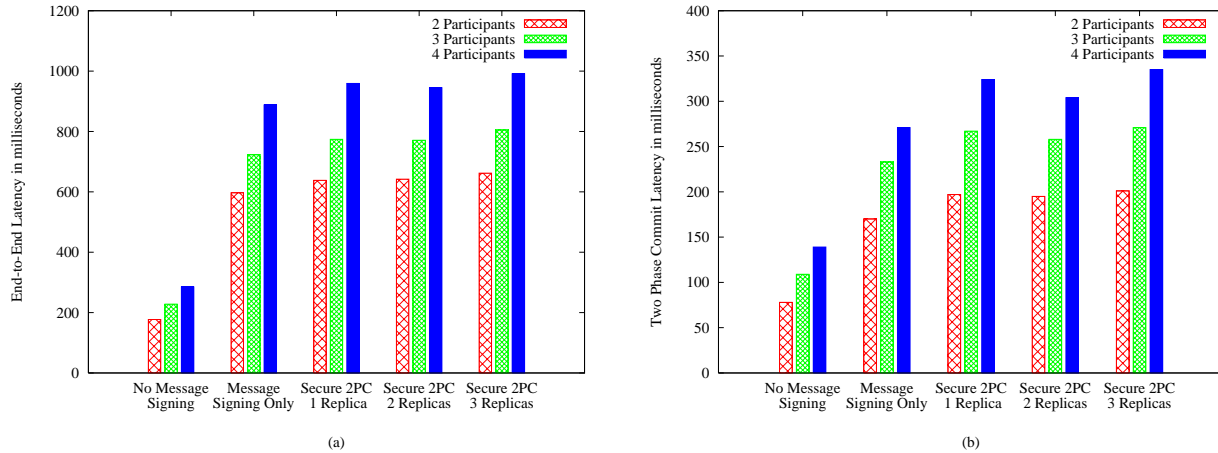 1200
1000
800
600
400
200
0
End-to-End Latency in milliseconds
2 Participants
3 Participants
4 Participants
No Message
Signing
Message
Signing Only
Secure 2PC
1 Replica
Secure 2PC
2 Replicas
Secure 2PC
3 Replicas
(a)
400
350
300
250
200
150
100
50
0
Two Phase Commit Latency in milliseconds
2 Participants
3 Participants
4 Participants
No Message
Signing
Message
Signing Only
Secure 2PC
1 Replica
Secure 2PC
2 Replicas
Secure 2PC
3 Replicas
(b)